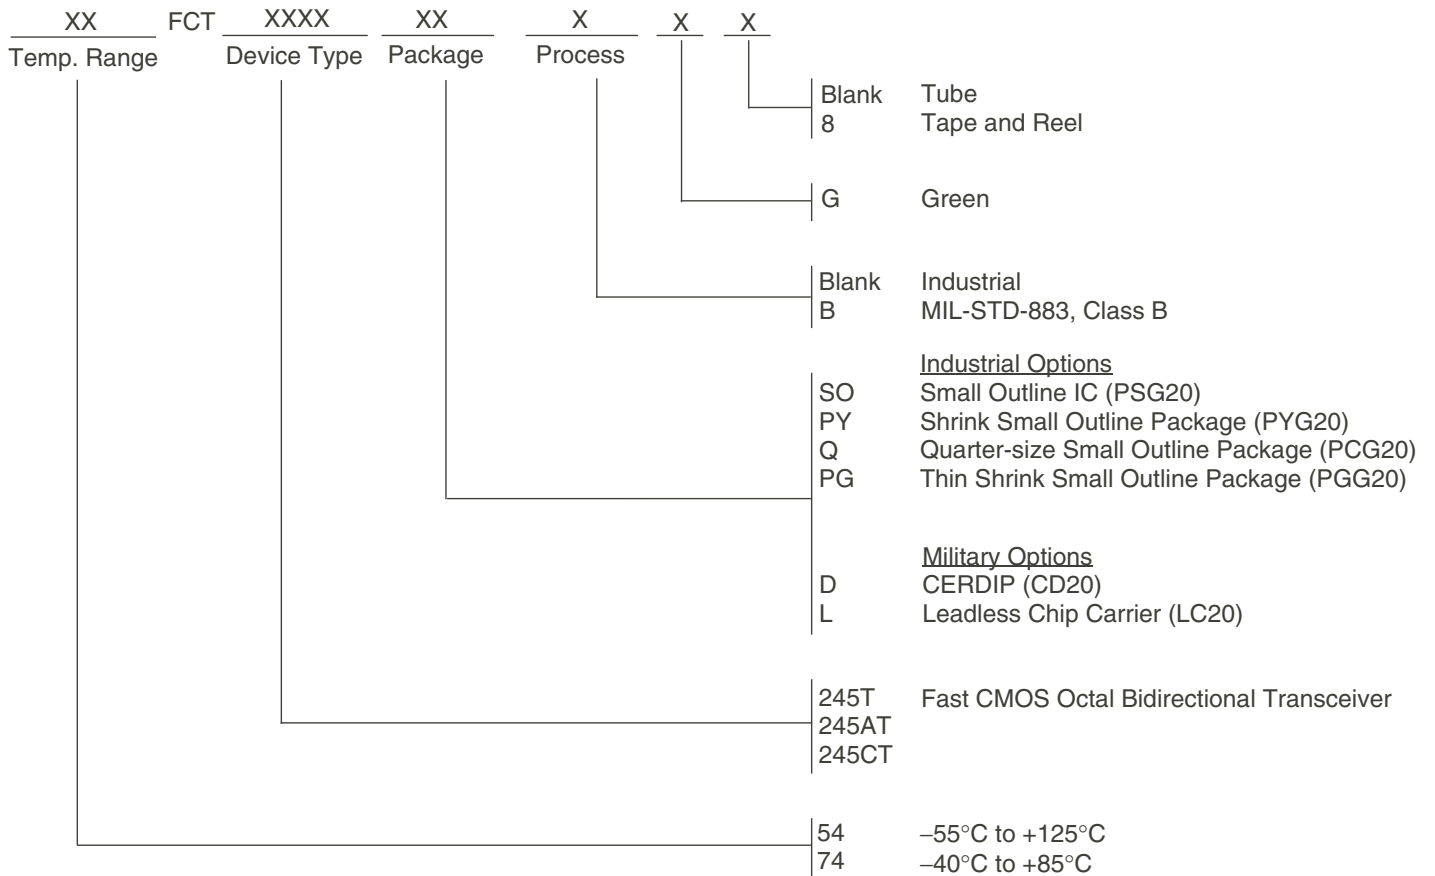 XX FCT XXXX XX X X X
Temp. Range Device Type Package Process
Blank Tube
8 Tape and Reel
G Green
Blank Industrial
B MIL-STD-883, Class B
Industrial Options
SO Small Outline IC (PSG20)
PY Shrink Small Outline Package (PYG20)
Q Quarter-size Small Outline Package (PCG20)
PG Thin Shrink Small Outline Package (PGG20)
Military Options
D CERDIP (CD20)
L Leadless Chip Carrier (LC20)
245T Fast CMOS Octal Bidirectional Transceiver
245AT
245CT
54 –55°C to +125°C
74 –40°C to +85°C